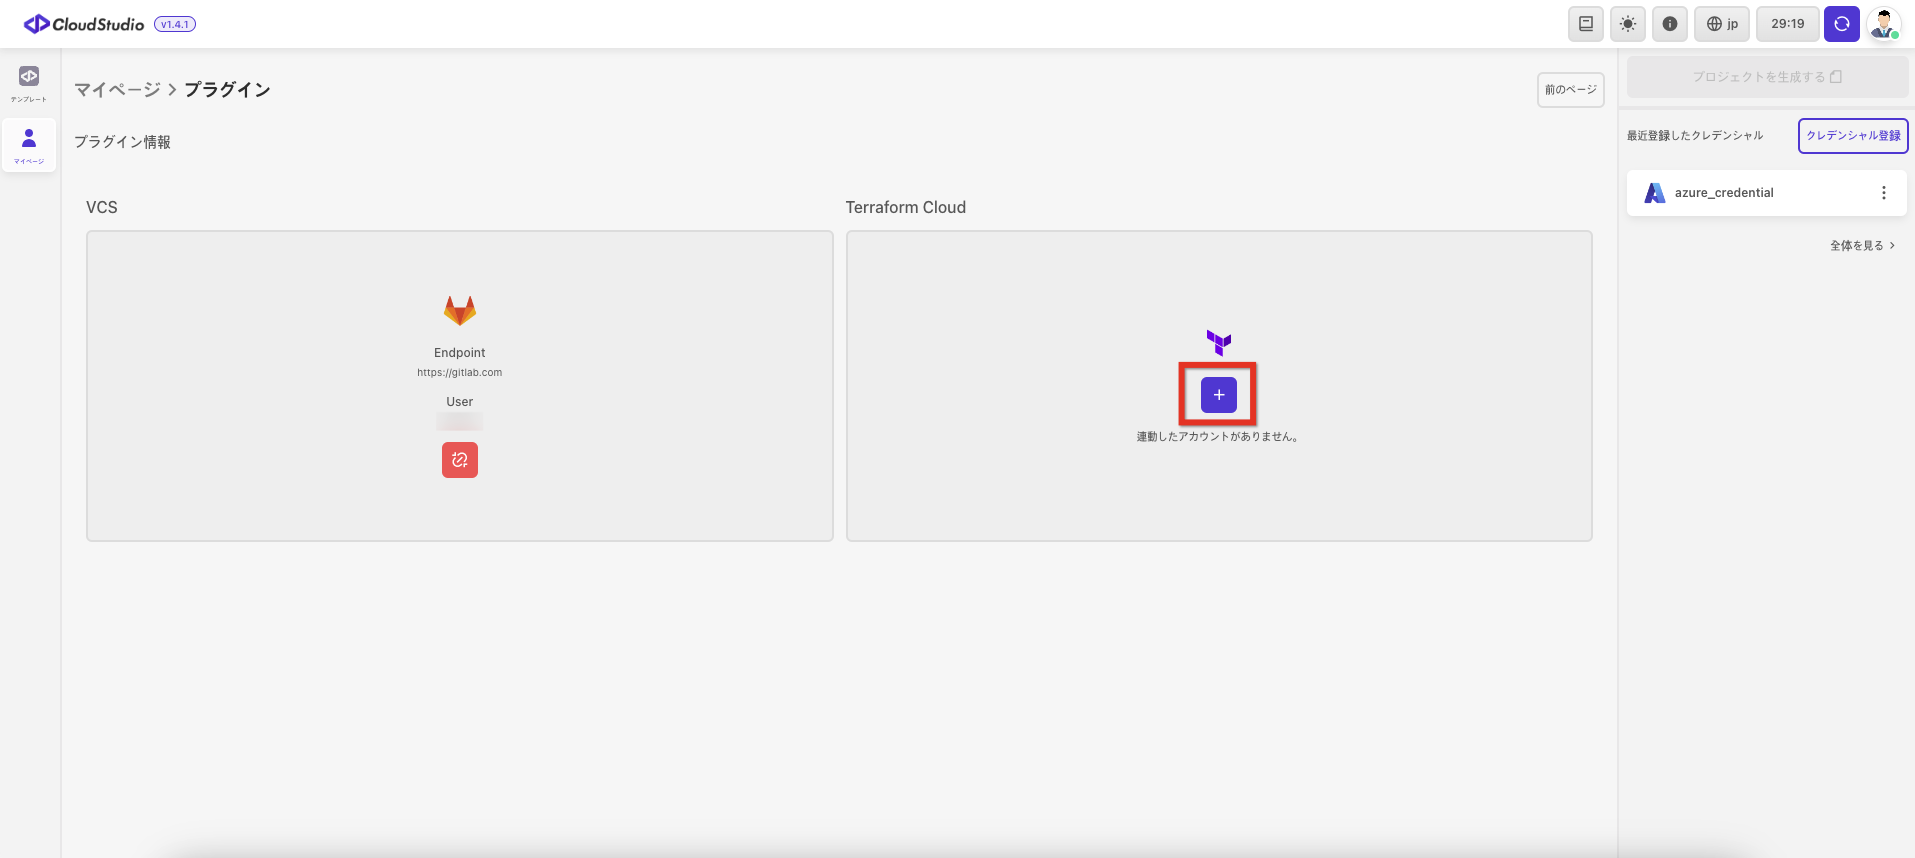 CloudStudio v1.4.1
jp
29:19
テンプレート
マイページ
マイページ > プラグイン
前のページ
プラグイン情報
VCS
Endpoint
https://gitlab.com
User
Terraform Cloud
+
連動したアカウントがありません。
プロジェクトを生成する
最近登録したクレデンシャル
クレデンシャル登録
azure_credential
全体を見る >